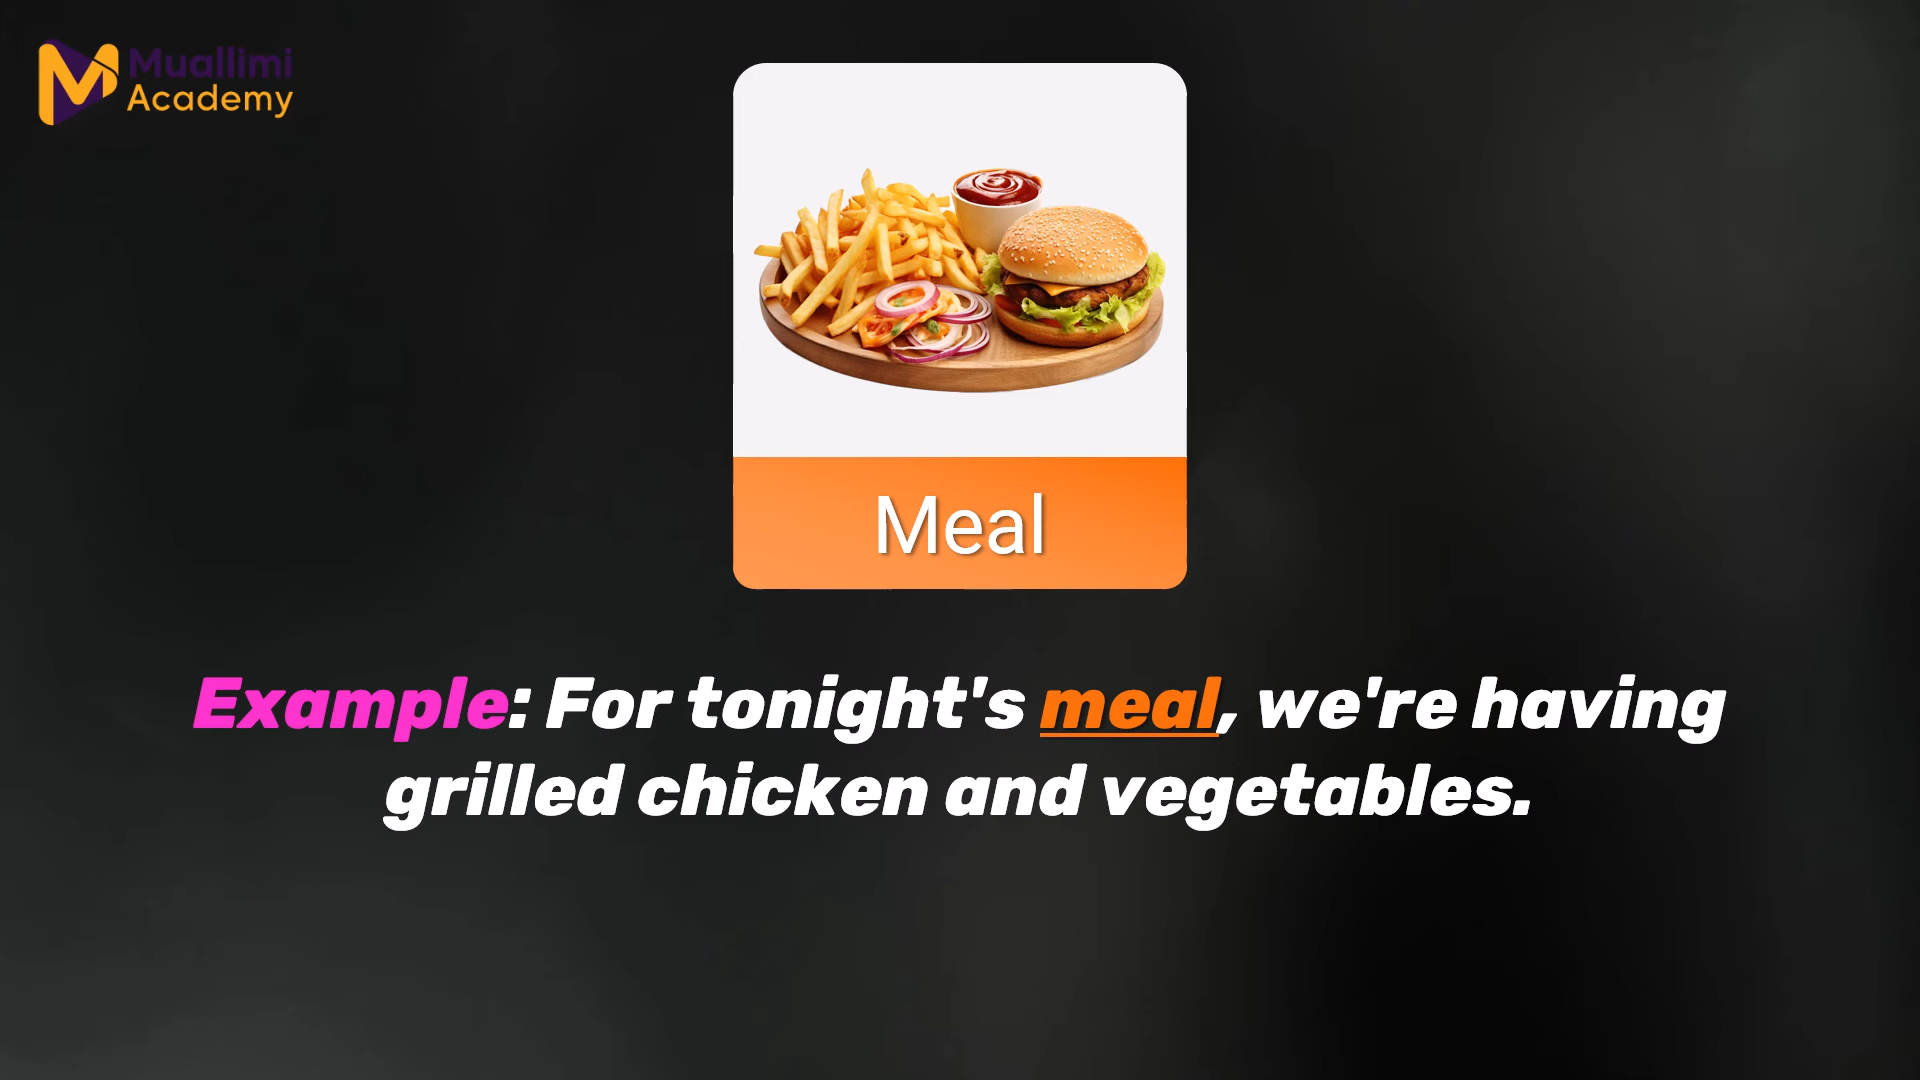 Muallimi
Academy
Meal
Example: For tonight's meal, we're having
grilled chicken and vegetables.